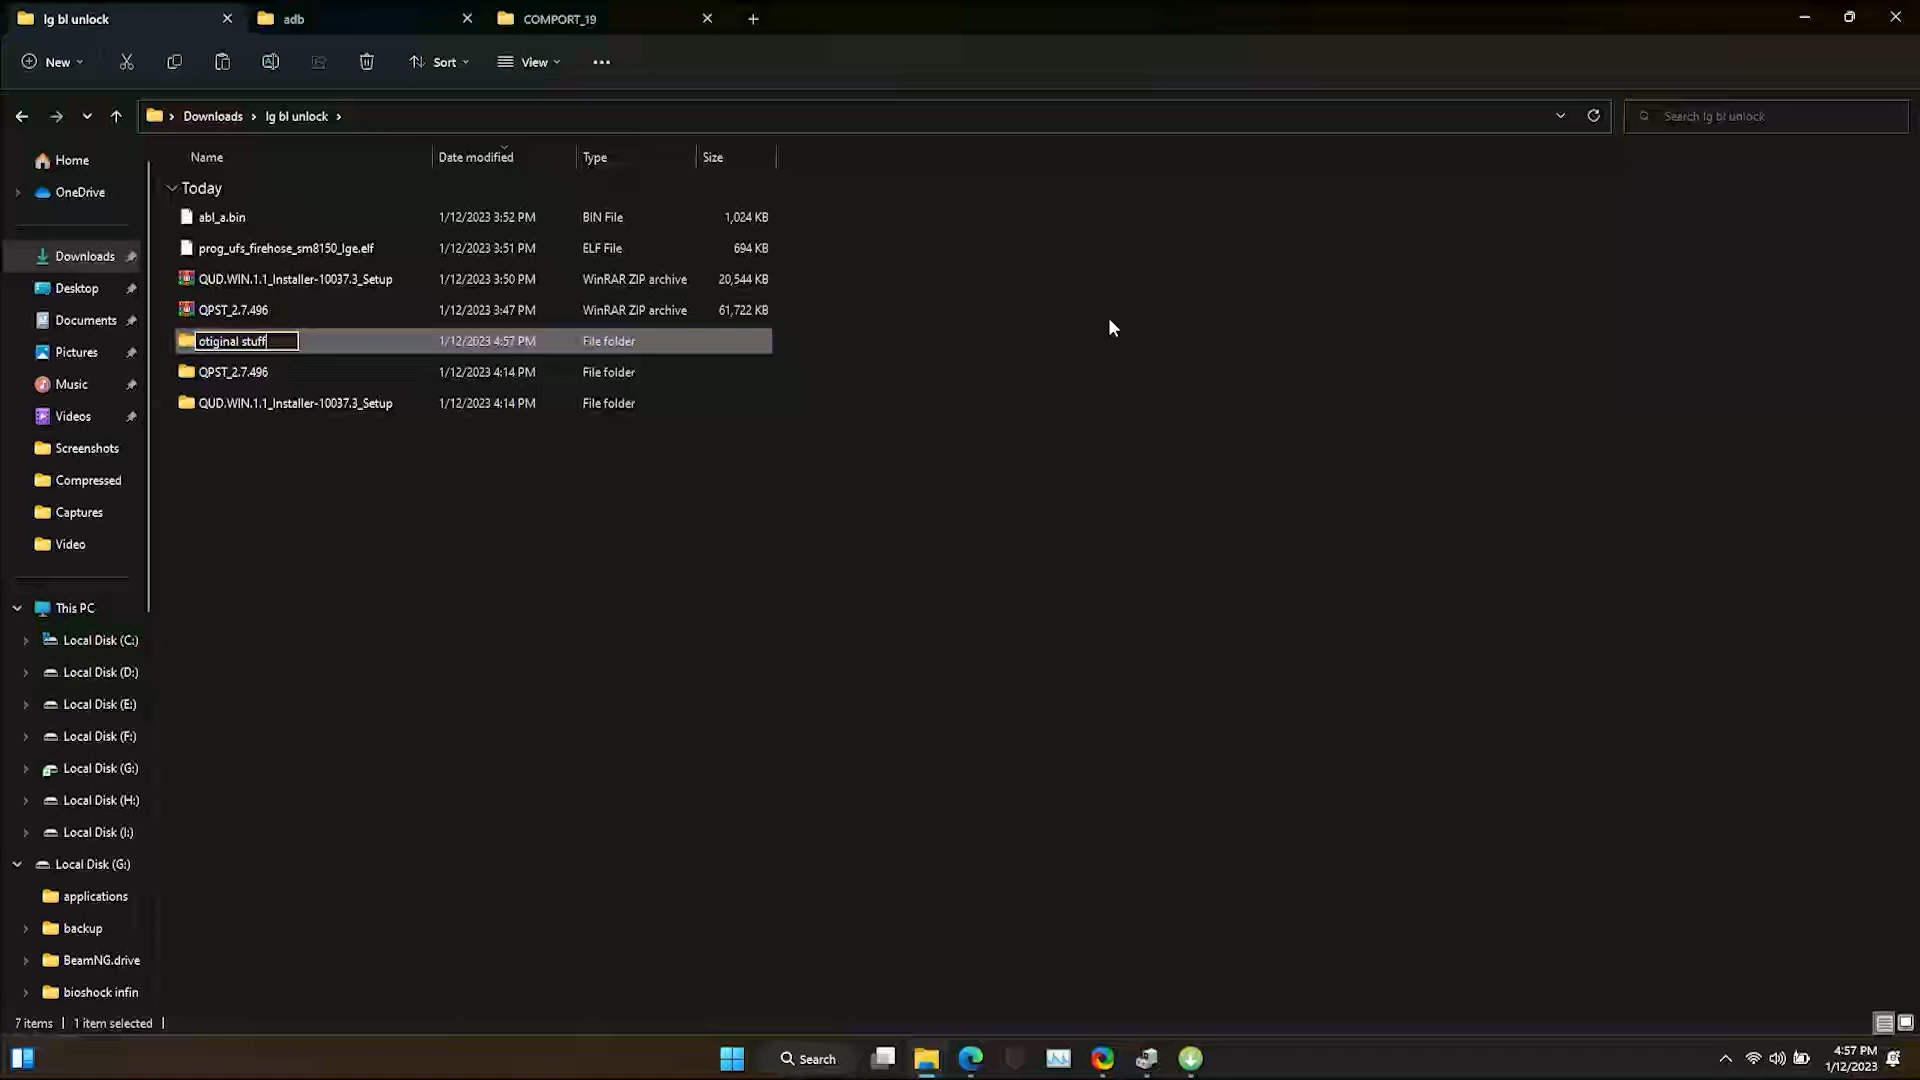 lg bl unlock
adb
COMPORT_19
New
Sort
View
Downloads
lg bl unlock
Search lg bl unlock
Name
Date modified
Type
Size
Home
OneDrive
Downloads
Desktop
Documents
Pictures
Music
Videos
Screenshots
Compressed
Captures
Video
This PC
Local Disk (C:)
Local Disk (D:)
Local Disk (E:)
Local Disk (F:)
Local Disk (G:)
Local Disk (H:)
Local Disk (I:)
Local Disk (G:)
applications
backup
BeamNG.drive
bioshock infin
Today
abl_a.bin 1/12/2023 3:52 PM BIN File 1,024 KB
prog_ufs_firehose_sm8150_lge.elf 1/12/2023 3:51 PM ELF File 694 KB
QUD.WIN.1.1_Installer-10037.3_Setup 1/12/2023 3:50 PM WinRAR ZIP archive 20,544 KB
QPST_2.7.496 1/12/2023 3:47 PM WinRAR ZIP archive 61,722 KB
otiginal stuff 1/12/2023 4:57 PM File folder
QPST_2.7.496 1/12/2023 4:14 PM File folder
QUD.WIN.1.1_Installer-10037.3_Setup 1/12/2023 4:14 PM File folder
7 items 1 item selected
Search
4:57 PM
1/12/2023